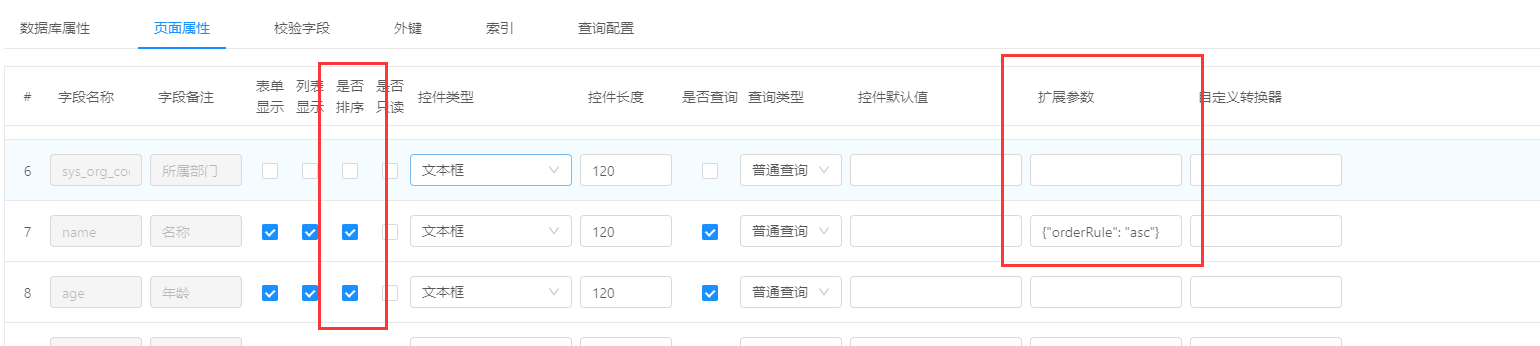 数据库属性 页面属性 校验字段 外键 索引 查询配置
# 字段名称 字段备注 表单显示 列表显示 是否排序 是否只读 控件类型 控件长度 是否查询 查询类型 控件默认值 扩展参数 自定义转换器
6 sys_org_co 所属部门 文本框 120 普通查询
7 name 名称 文本框 120 普通查询 {"orderRule": "asc"}
8 age 年龄 文本框 120 普通查询